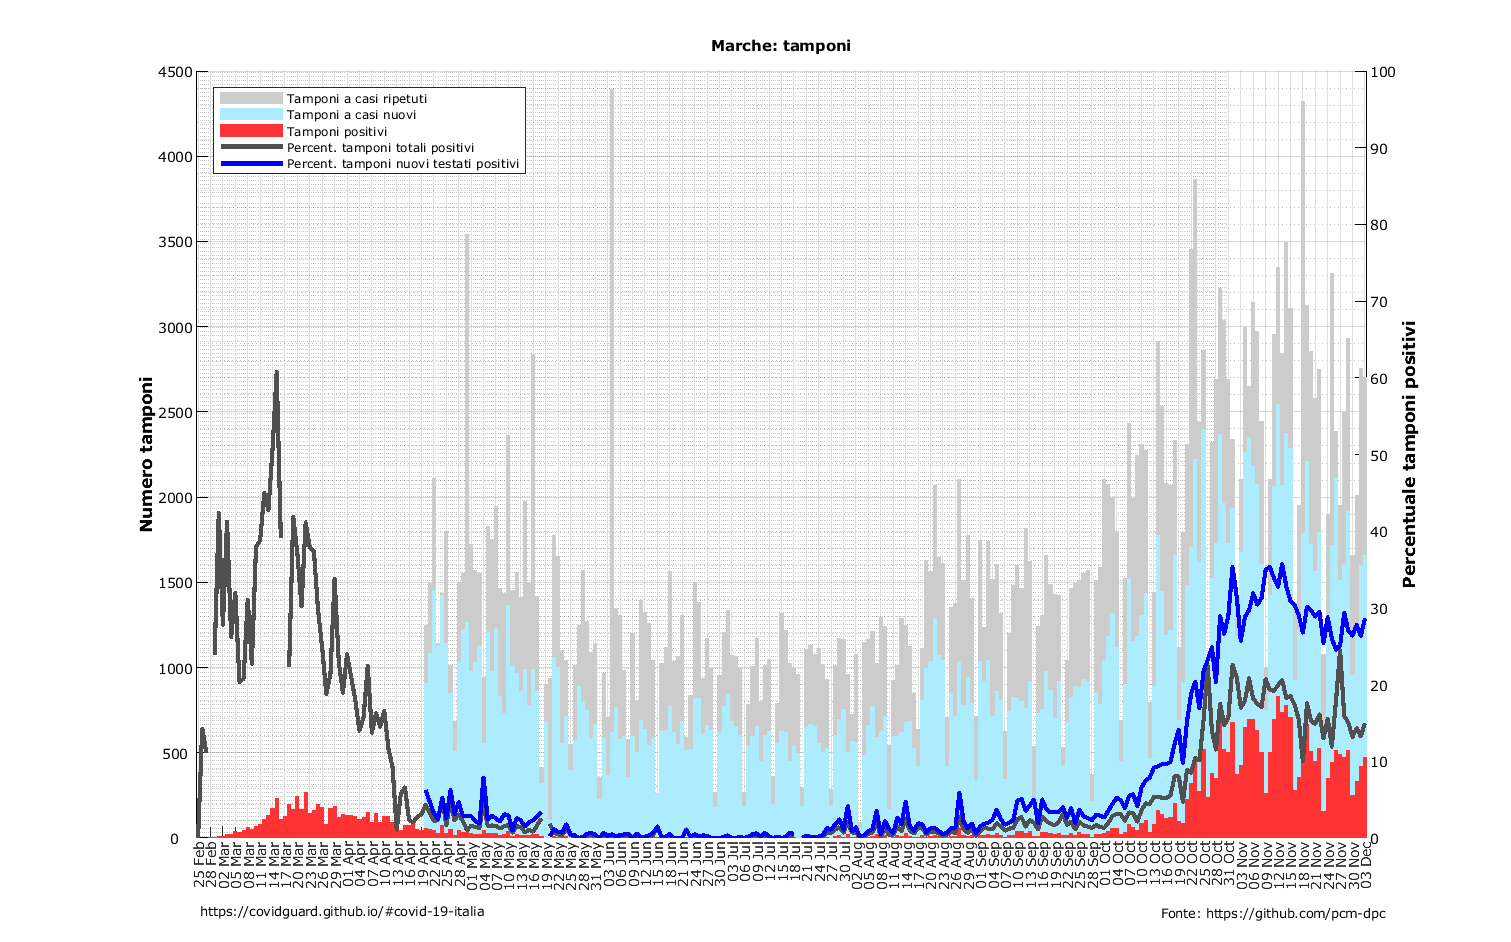 Marche: tamponi
Tamponi a casi ripetuti
Tamponi a casi nuovi
Tamponi positivi
Percent. tamponi totali positivi
Percent. tamponi nuovi testati positivi
Numero tamponi
4500
4000
3500
3000
2500
2000
1500
1000
500
0
Percentuale tamponi positivi
100
90
80
70
60
50
40
30
20
10
0
25 Feb
28 Feb
02 Mar
05 Mar
08 Mar
11 Mar
14 Mar
17 Mar
20 Mar
23 Mar
26 Mar
29 Mar
01 Apr
04 Apr
07 Apr
10 Apr
13 Apr
16 Apr
19 Apr
22 Apr
25 Apr
28 Apr
01 May
04 May
07 May
10 May
13 May
16 May
19 May
22 May
25 May
28 May
31 May
03 Jun
06 Jun
09 Jun
12 Jun
15 Jun
18 Jun
21 Jun
24 Jun
27 Jun
30 Jun
03 Jul
06 Jul
09 Jul
12 Jul
15 Jul
18 Jul
21 Jul
24 Jul
27 Jul
30 Jul
02 Aug
05 Aug
08 Aug
11 Aug
14 Aug
17 Aug
20 Aug
23 Aug
26 Aug
29 Aug
01 Sep
04 Sep
07 Sep
10 Sep
13 Sep
16 Sep
19 Sep
22 Sep
25 Sep
28 Sep
01 Oct
04 Oct
07 Oct
10 Oct
13 Oct
16 Oct
19 Oct
22 Oct
25 Oct
28 Oct
31 Oct
03 Nov
06 Nov
09 Nov
12 Nov
15 Nov
18 Nov
21 Nov
24 Nov
27 Nov
30 Nov
03 Dec
https://covidguard.github.io/#covid-19-italia
Fonte: https://github.com/pcm-dpc